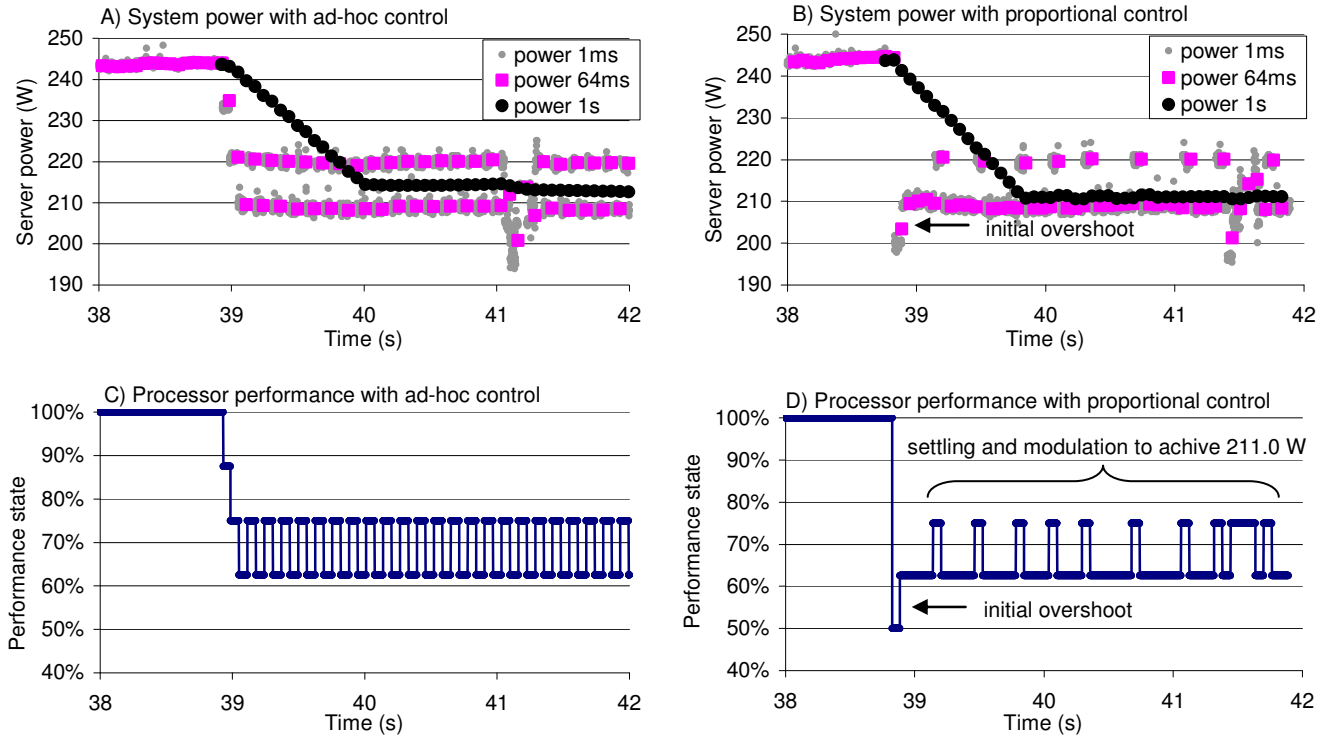 A) System power with ad-hoc control
250
240
230
220
210
200
190
Server power (W)
power 1ms
power 64ms
power 1s
38
39
40
41
42
Time (s)
B) System power with proportional control
250
240
230
220
210
200
190
Server power (W)
power 1ms
power 64ms
power 1s
initial overshoot
38
39
40
41
42
Time (s)
C) Processor performance with ad-hoc control
100%
90%
80%
70%
60%
50%
40%
Performance state
38
39
40
41
42
Time (s)
D) Processor performance with proportional control
100%
90%
80%
70%
60%
50%
40%
Performance state
settling and modulation to achive 211.0 W
initial overshoot
38
39
40
41
42
Time (s)